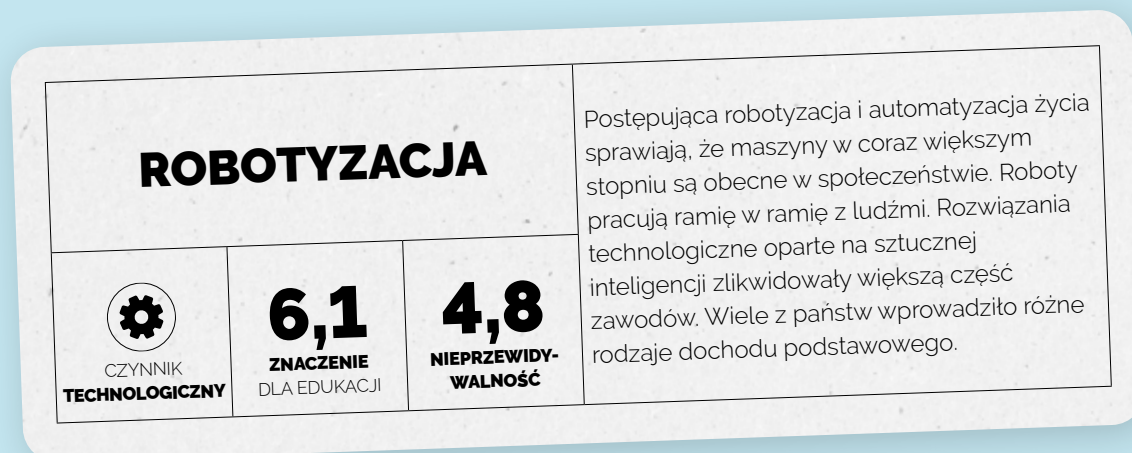 ROBOTYZACJA
CZYNNIK
TECHNOLOGICZNY
6,1
ZNACZENIE
DLA EDUKACJI
4,8
NIEPRZEWIDY-
WALNOŚĆ
Postępująca robotyzacja i automatyzacja życia
sprawiają, że maszyny w coraz większym
stopniu są obecne w społeczeństwie. Roboty
pracują ramię w ramię z ludźmi. Rozwiązania
technologiczne oparte na sztucznej
inteligencji zlikwidowały większą część
zawodów. Wiele z państw wprowadziło różne
rodzaje dochodu podstawowego.